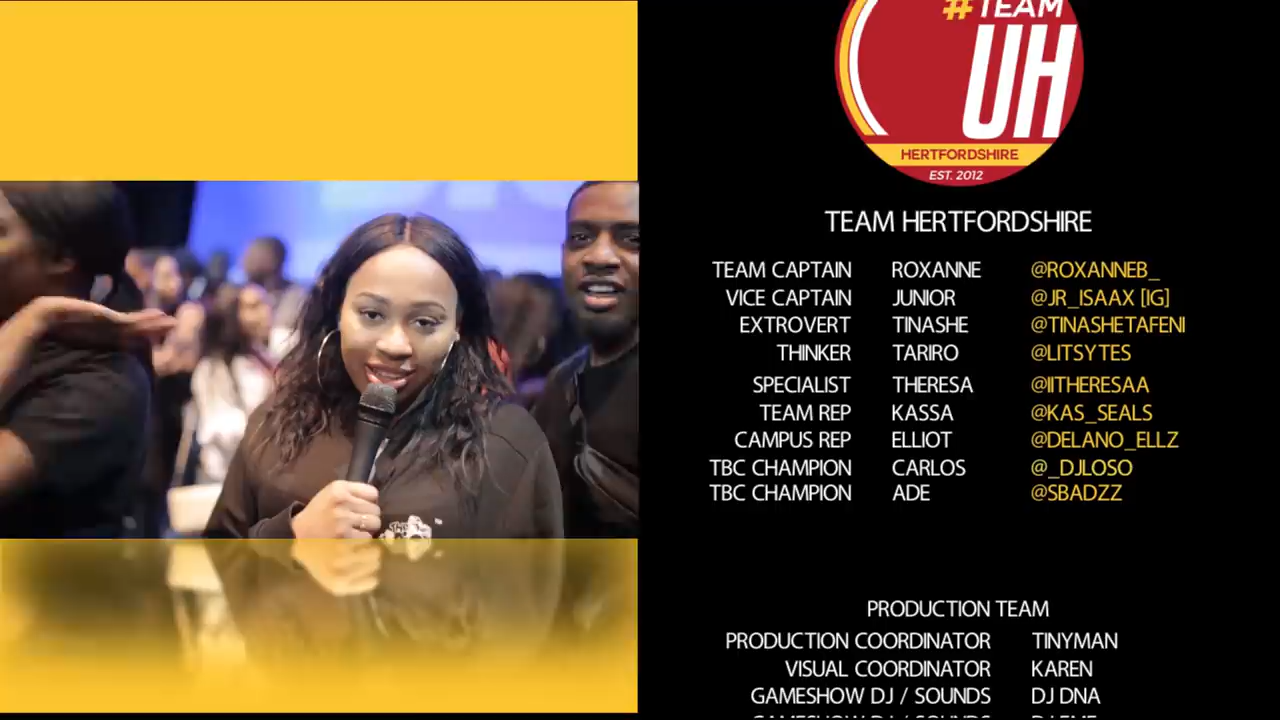 #TEAM
UH
HERTFORDSHIRE
EST. 2012
TEAM HERTFORDSHIRE
TEAM CAPTAIN ROXANNE @ROXANNEB_
VICE CAPTAIN JUNIOR @JR_ISAAX [IG]
EXTROVERT TINASHE @TINASHETAFENI
THINKER TARIRO @LITSYTES
SPECIALIST THERESA @IITHERESAA
TEAM REP KASSA @KAS_SEALS
CAMPUS REP ELLIOT @DELANO_ELLZ
TBC CHAMPION CARLOS @_DJLOSO
TBC CHAMPION ADE @SBADZZ
PRODUCTION TEAM
PRODUCTION COORDINATOR TINYMAN
VISUAL COORDINATOR KAREN
GAMESHOW DJ / SOUNDS DJ DNA